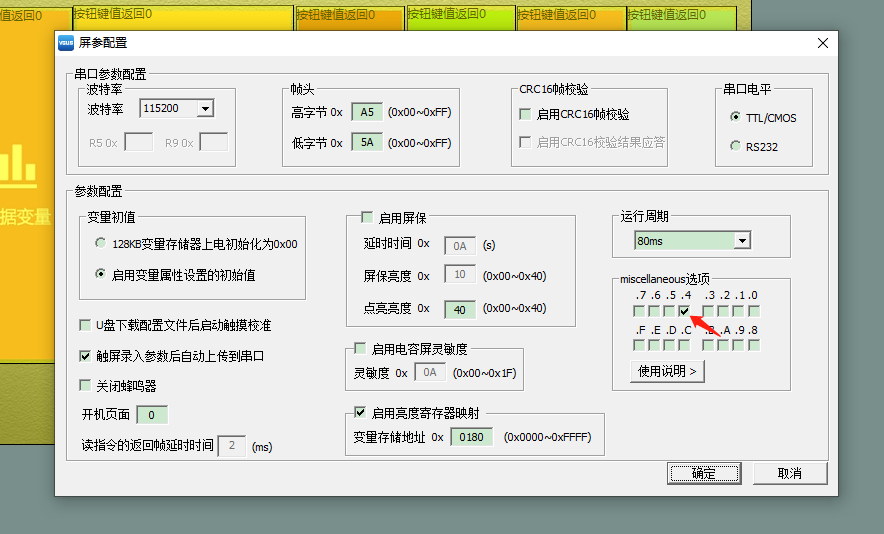 值返回0 按钮键值返回0 按钮键值返回0 按钮键值返回0 按钮键值返回0 按钮键值返回0
VGUS 屏参配置
串口参数配置
波特率
波特率 115200
R5 0x R9 0x
帧头
高字节 0x A5 (0x00~0xFF)
低字节 0x 5A (0x00~0xFF)
CRC16帧校验
启用CRC16帧校验
启用CRC16校验结果应答
串口电平
TTL/CMOS
RS232
据变量
参数配置
变量初值
128KB变量存储器上电初始化为0x00
启用变量属性设置的初始值
U盘下载配置文件后启动触摸校准
触屏录入参数后自动上传到串口
关闭蜂鸣器
开机页面 0
读指令的返回帧延时时间 2 (ms)
启用屏保
延时时间 0x 0A (s)
屏保亮度 0x 10 (0x00~0x40)
点亮亮度 0x 40 (0x00~0x40)
启用电容屏灵敏度
灵敏度 0x 0A (0x00~0x1F)
启用亮度寄存器映射
变量存储地址 0x 0180 (0x0000~0xFFFF)
运行周期
80ms
miscellaneous选项
.7 .6 .5 .4 .3 .2 .1 .0
.F .E .D .C .B .A .9 .8
使用说明 >
确定 取消